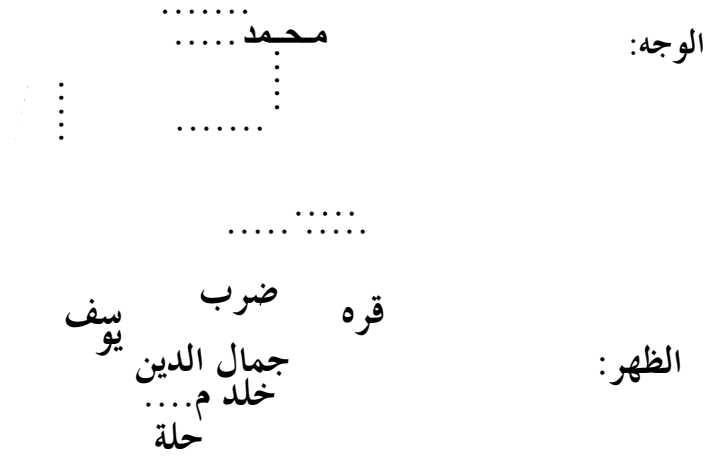 .......
الوجه: محمد .....
.......
.....
..... .....
قره ضرب يوسف
الظهر: جمال الدين
خلد م....
حلة